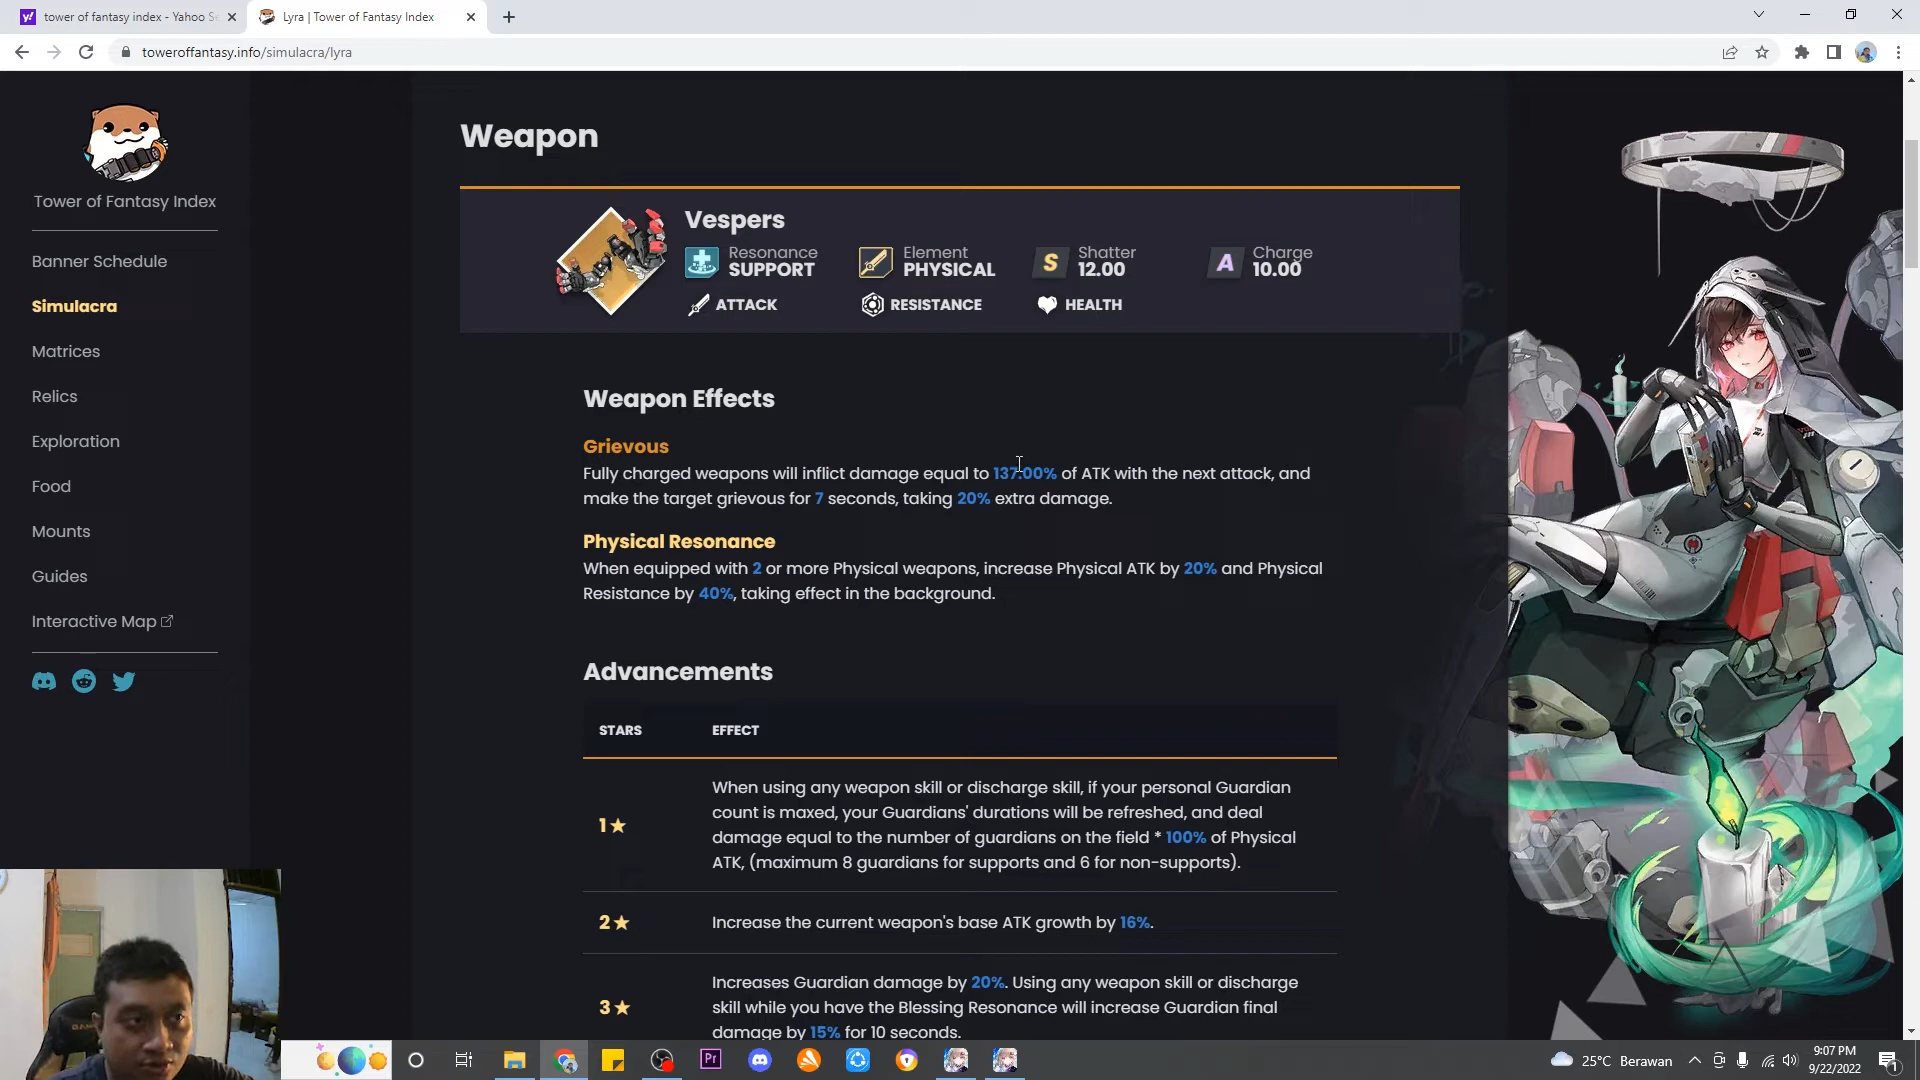 tower of fantasy index - Yahoo Se
Lyra | Tower of Fantasy Index
toweroffantasy.info/simulacra/lyra
Tower of Fantasy Index
Banner Schedule
Simulacra
Matrices
Relics
Exploration
Food
Mounts
Guides
Interactive Map
Weapon
Vespers
Resonance
SUPPORT
Element
PHYSICAL
S
Shatter
12.00
A
Charge
10.00
ATTACK
RESISTANCE
HEALTH
Weapon Effects
Grievous
Fully charged weapons will inflict damage equal to 137.00% of ATK with the next attack, and
make the target grievous for 7 seconds, taking 20% extra damage.
Physical Resonance
When equipped with 2 or more Physical weapons, increase Physical ATK by 20% and Physical
Resistance by 40%, taking effect in the background.
Advancements
STARS EFFECT
1★
When using any weapon skill or discharge skill, if your personal Guardian
count is maxed, your Guardians' durations will be refreshed, and deal
damage equal to the number of guardians on the field * 100% of Physical
ATK, (maximum 8 guardians for supports and 6 for non-supports).
2★
Increase the current weapon's base ATK growth by 16%.
3★
Increases Guardian damage by 20%. Using any weapon skill or discharge
skill while you have the Blessing Resonance will increase Guardian final
damage by 15% for 10 seconds.
Pr
25°C Berawan
9:07 PM
9/22/2022
1